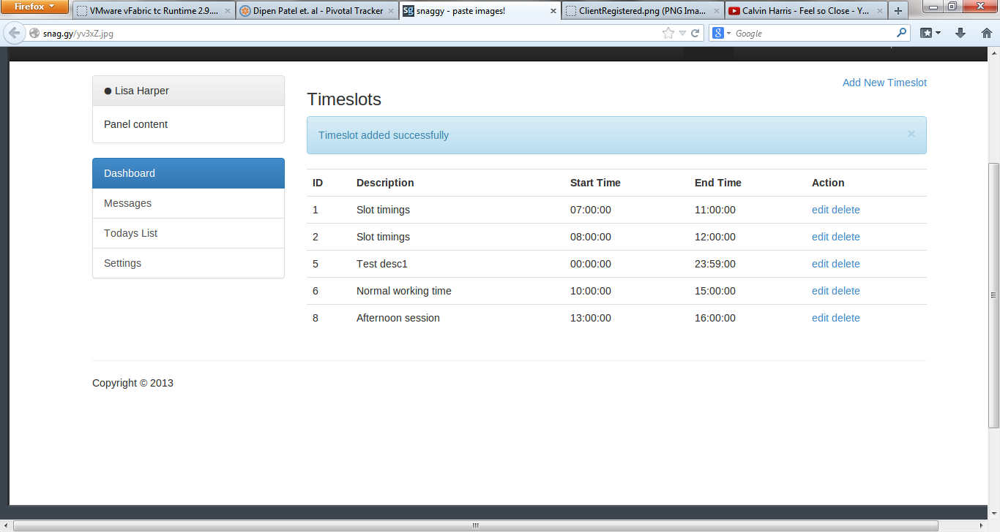 Firefox
VMware vFabric tc Runtime 2.9....
Dipen Patel et. al - Pivotal Tracker
sg snaggy - paste images!
ClientRegistered.png (PNG Ima...
Calvin Harris - Feel so Close - Y...
snag.gy/yv3xZ.jpg
Google
Lisa Harper
Panel content
Dashboard
Messages
Todays List
Settings
Add New Timeslot
Timeslots
Timeslot added successfully ×
ID Description Start Time End Time Action
1 Slot timings 07:00:00 11:00:00 edit delete
2 Slot timings 08:00:00 12:00:00 edit delete
5 Test desc1 00:00:00 23:59:00 edit delete
6 Normal working time 10:00:00 15:00:00 edit delete
8 Afternoon session 13:00:00 16:00:00 edit delete
Copyright © 2013